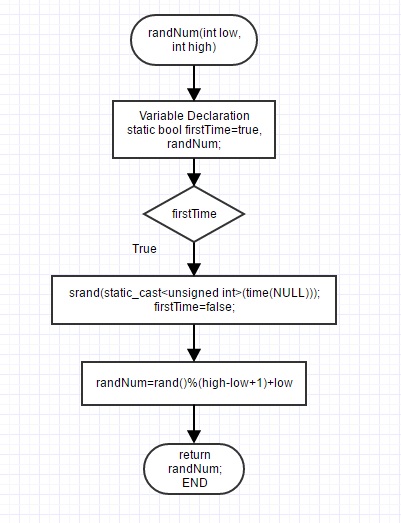 randNum(int low,
int high)
Variable Declaration
static bool firstTime=true,
randNum;
firstTime
True
srand(static_cast<unsigned int>(time(NULL)));
firstTime=false;
randNum=rand()%(high-low+1)+low
return
randNum;
END